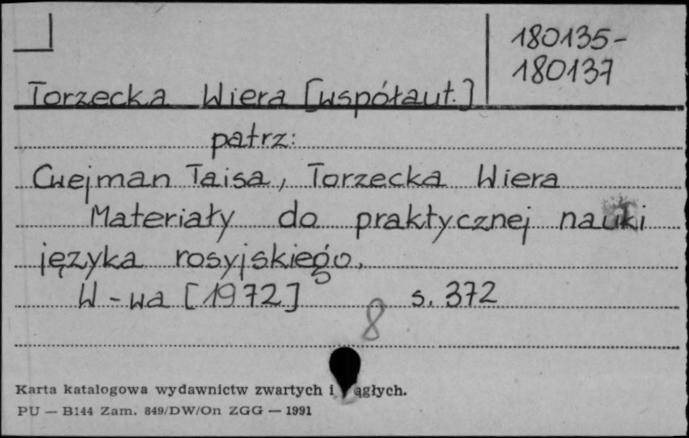 180135-
180137
Torzecka Wiera [współaut.]
patrz:
Cwejman Taisa, Torzecka Wiera
Materiały do praktycznej nauki
języka rosyjskiego.
W-wa [1972] s. 372
8
Karta katalogowa wydawnictw zwartych i
PU — B144 Zam. 849/DW/On ZGG — 1991